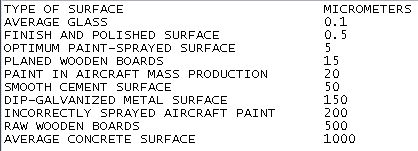 TYPE OF SURFACE MICROMETERS
AVERAGE GLASS 0.1
FINISH AND POLISHED SURFACE 0.5
OPTIMUM PAINT-SPRAYED SURFACE 5
PLANED WOODEN BOARDS 15
PAINT IN AIRCRAFT MASS PRODUCTION 20
SMOOTH CEMENT SURFACE 50
DIP-GALVANIZED METAL SURFACE 150
INCORRECTLY SPRAYED AIRCRAFT PAINT 200
RAW WOODEN BOARDS 500
AVERAGE CONCRETE SURFACE 1000